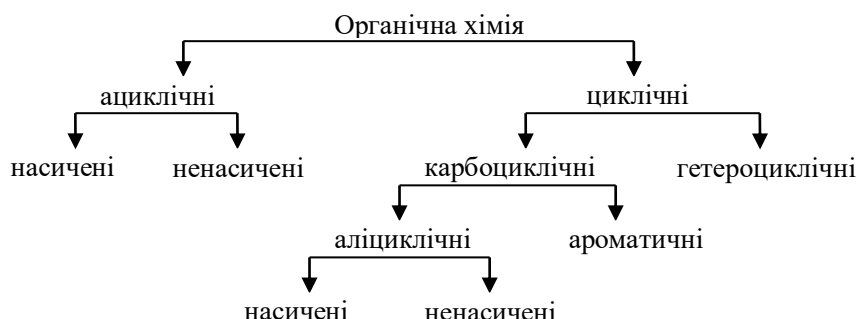 Органічна хімія
ациклічні циклічні
насичені ненасичені карбоциклічні гетероциклічні
аліциклічні ароматичні
насичені ненасичені